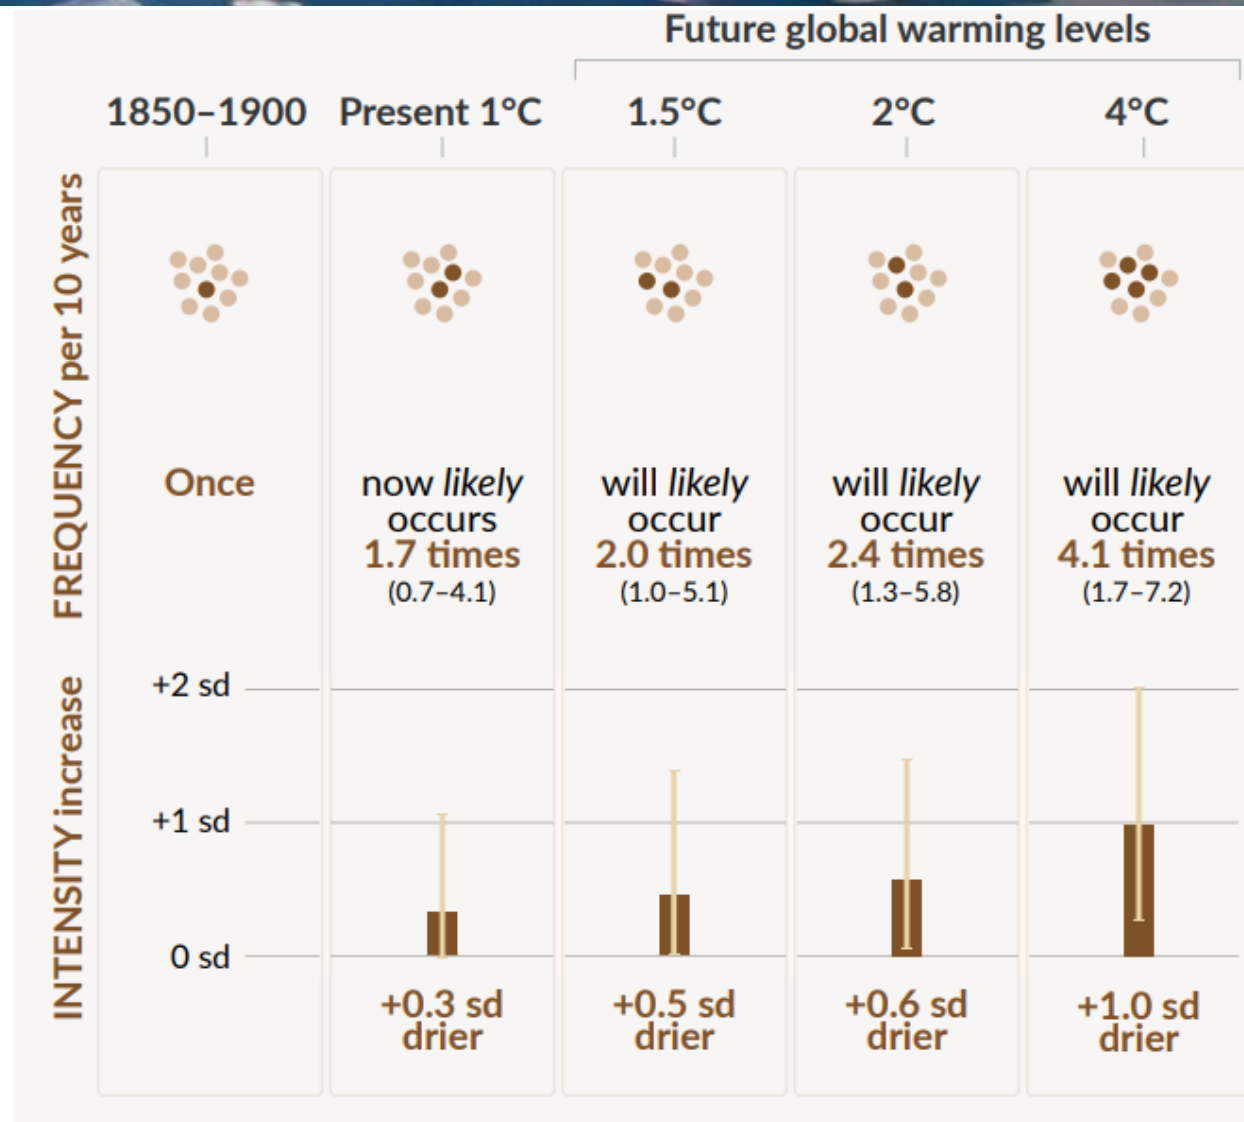 Future global warming levels
1850–1900
Present 1°C
1.5°C
2°C
4°C
FREQUENCY per 10 years
Once
now likely
occurs
1.7 times
(0.7–4.1)
will likely
occur
2.0 times
(1.0–5.1)
will likely
occur
2.4 times
(1.3–5.8)
will likely
occur
4.1 times
(1.7–7.2)
INTENSITY increase
+2 sd
+1 sd
0 sd
+0.3 sd
drier
+0.5 sd
drier
+0.6 sd
drier
+1.0 sd
drier